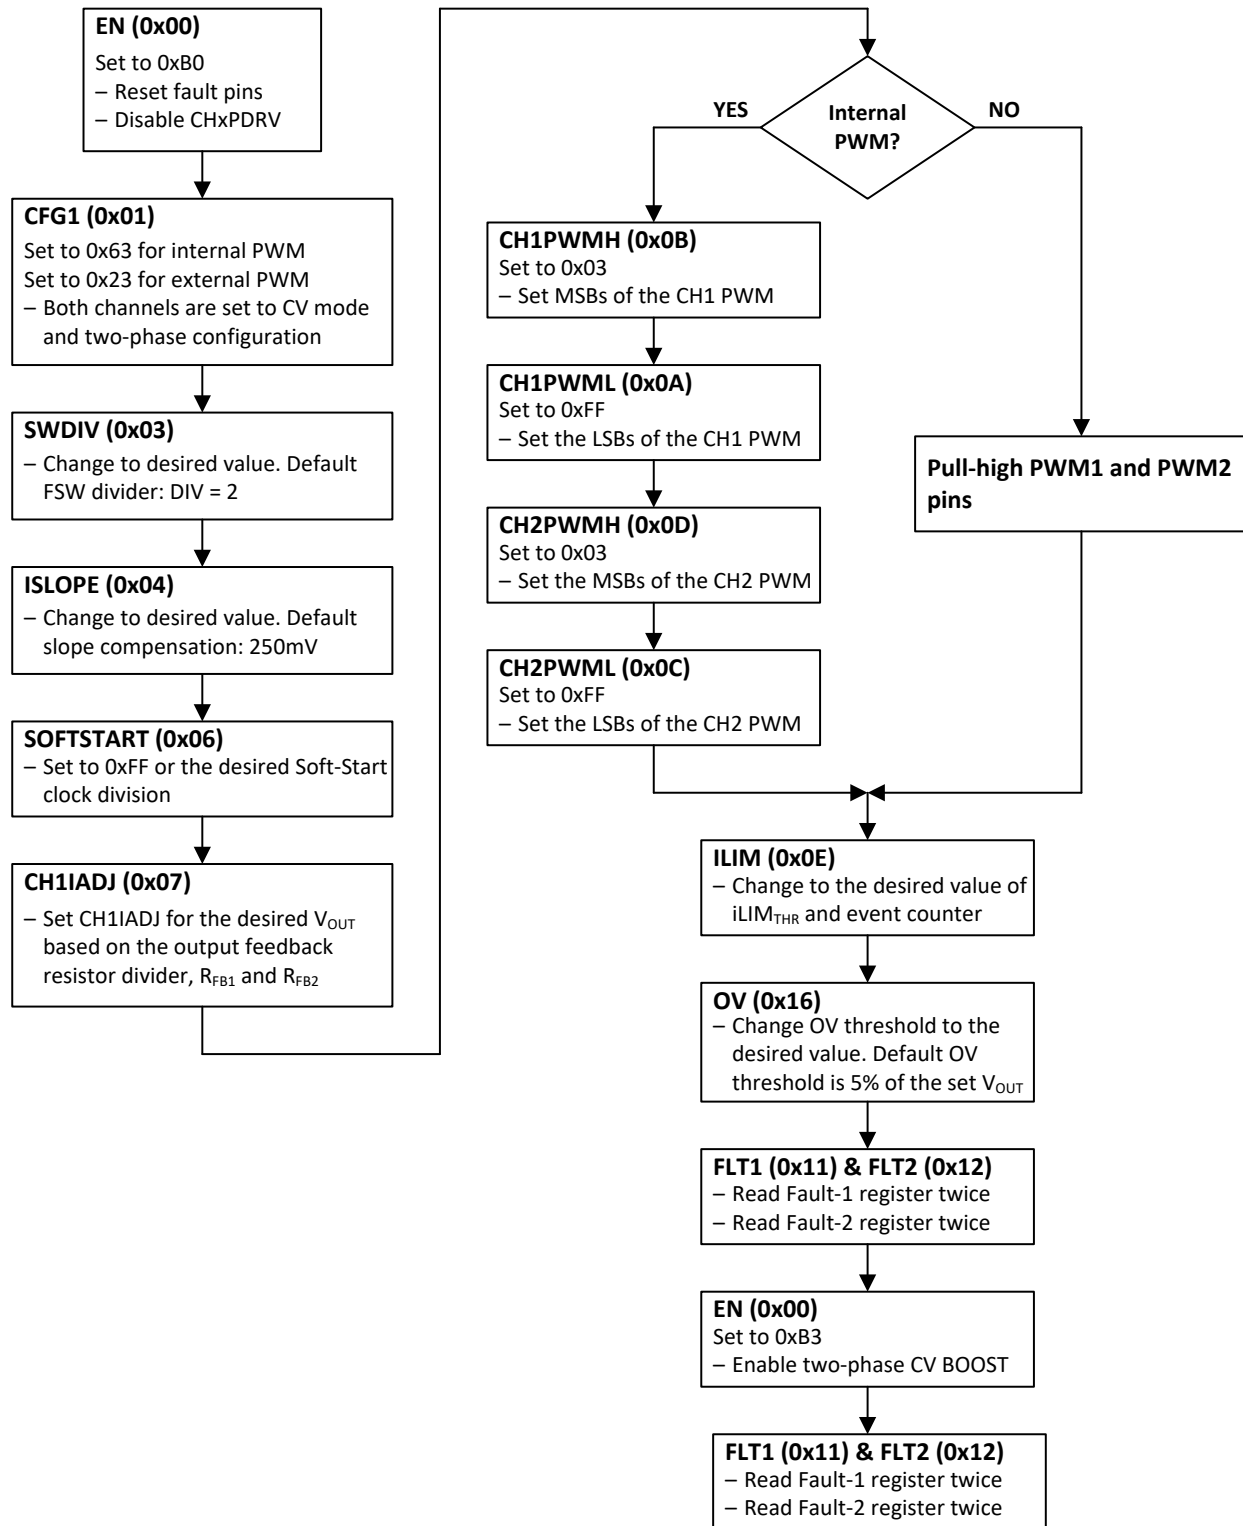 EN (0x00)
Set to 0xB0
– Reset fault pins
– Disable CHxPDRV
CFG1 (0x01)
Set to 0x63 for internal PWM
Set to 0x23 for external PWM
– Both channels are set to CV mode
and two-phase configuration
SWDIV (0x03)
– Change to desired value. Default
FSW divider: DIV = 2
ISLOPE (0x04)
– Change to desired value. Default
slope compensation: 250mV
SOFTSTART (0x06)
– Set to 0xFF or the desired Soft-Start
clock division
CH1IADJ (0x07)
– Set CH1IADJ for the desired VOUT
based on the output feedback
resistor divider, RFB1 and RFB2
Internal
PWM?
YES
NO
CH1PWMH (0x0B)
Set to 0x03
– Set MSBs of the CH1 PWM
CH1PWML (0x0A)
Set to 0xFF
– Set the LSBs of the CH1 PWM
CH2PWMH (0x0D)
Set to 0x03
– Set the MSBs of the CH2 PWM
CH2PWML (0x0C)
Set to 0xFF
– Set the LSBs of the CH2 PWM
Pull-high PWM1 and PWM2
pins
ILIM (0x0E)
– Change to the desired value of
iLIMTHR and event counter
OV (0x16)
– Change OV threshold to the
desired value. Default OV
threshold is 5% of the set VOUT
FLT1 (0x11) & FLT2 (0x12)
– Read Fault-1 register twice
– Read Fault-2 register twice
EN (0x00)
Set to 0xB3
– Enable two-phase CV BOOST
FLT1 (0x11) & FLT2 (0x12)
– Read Fault-1 register twice
– Read Fault-2 register twice